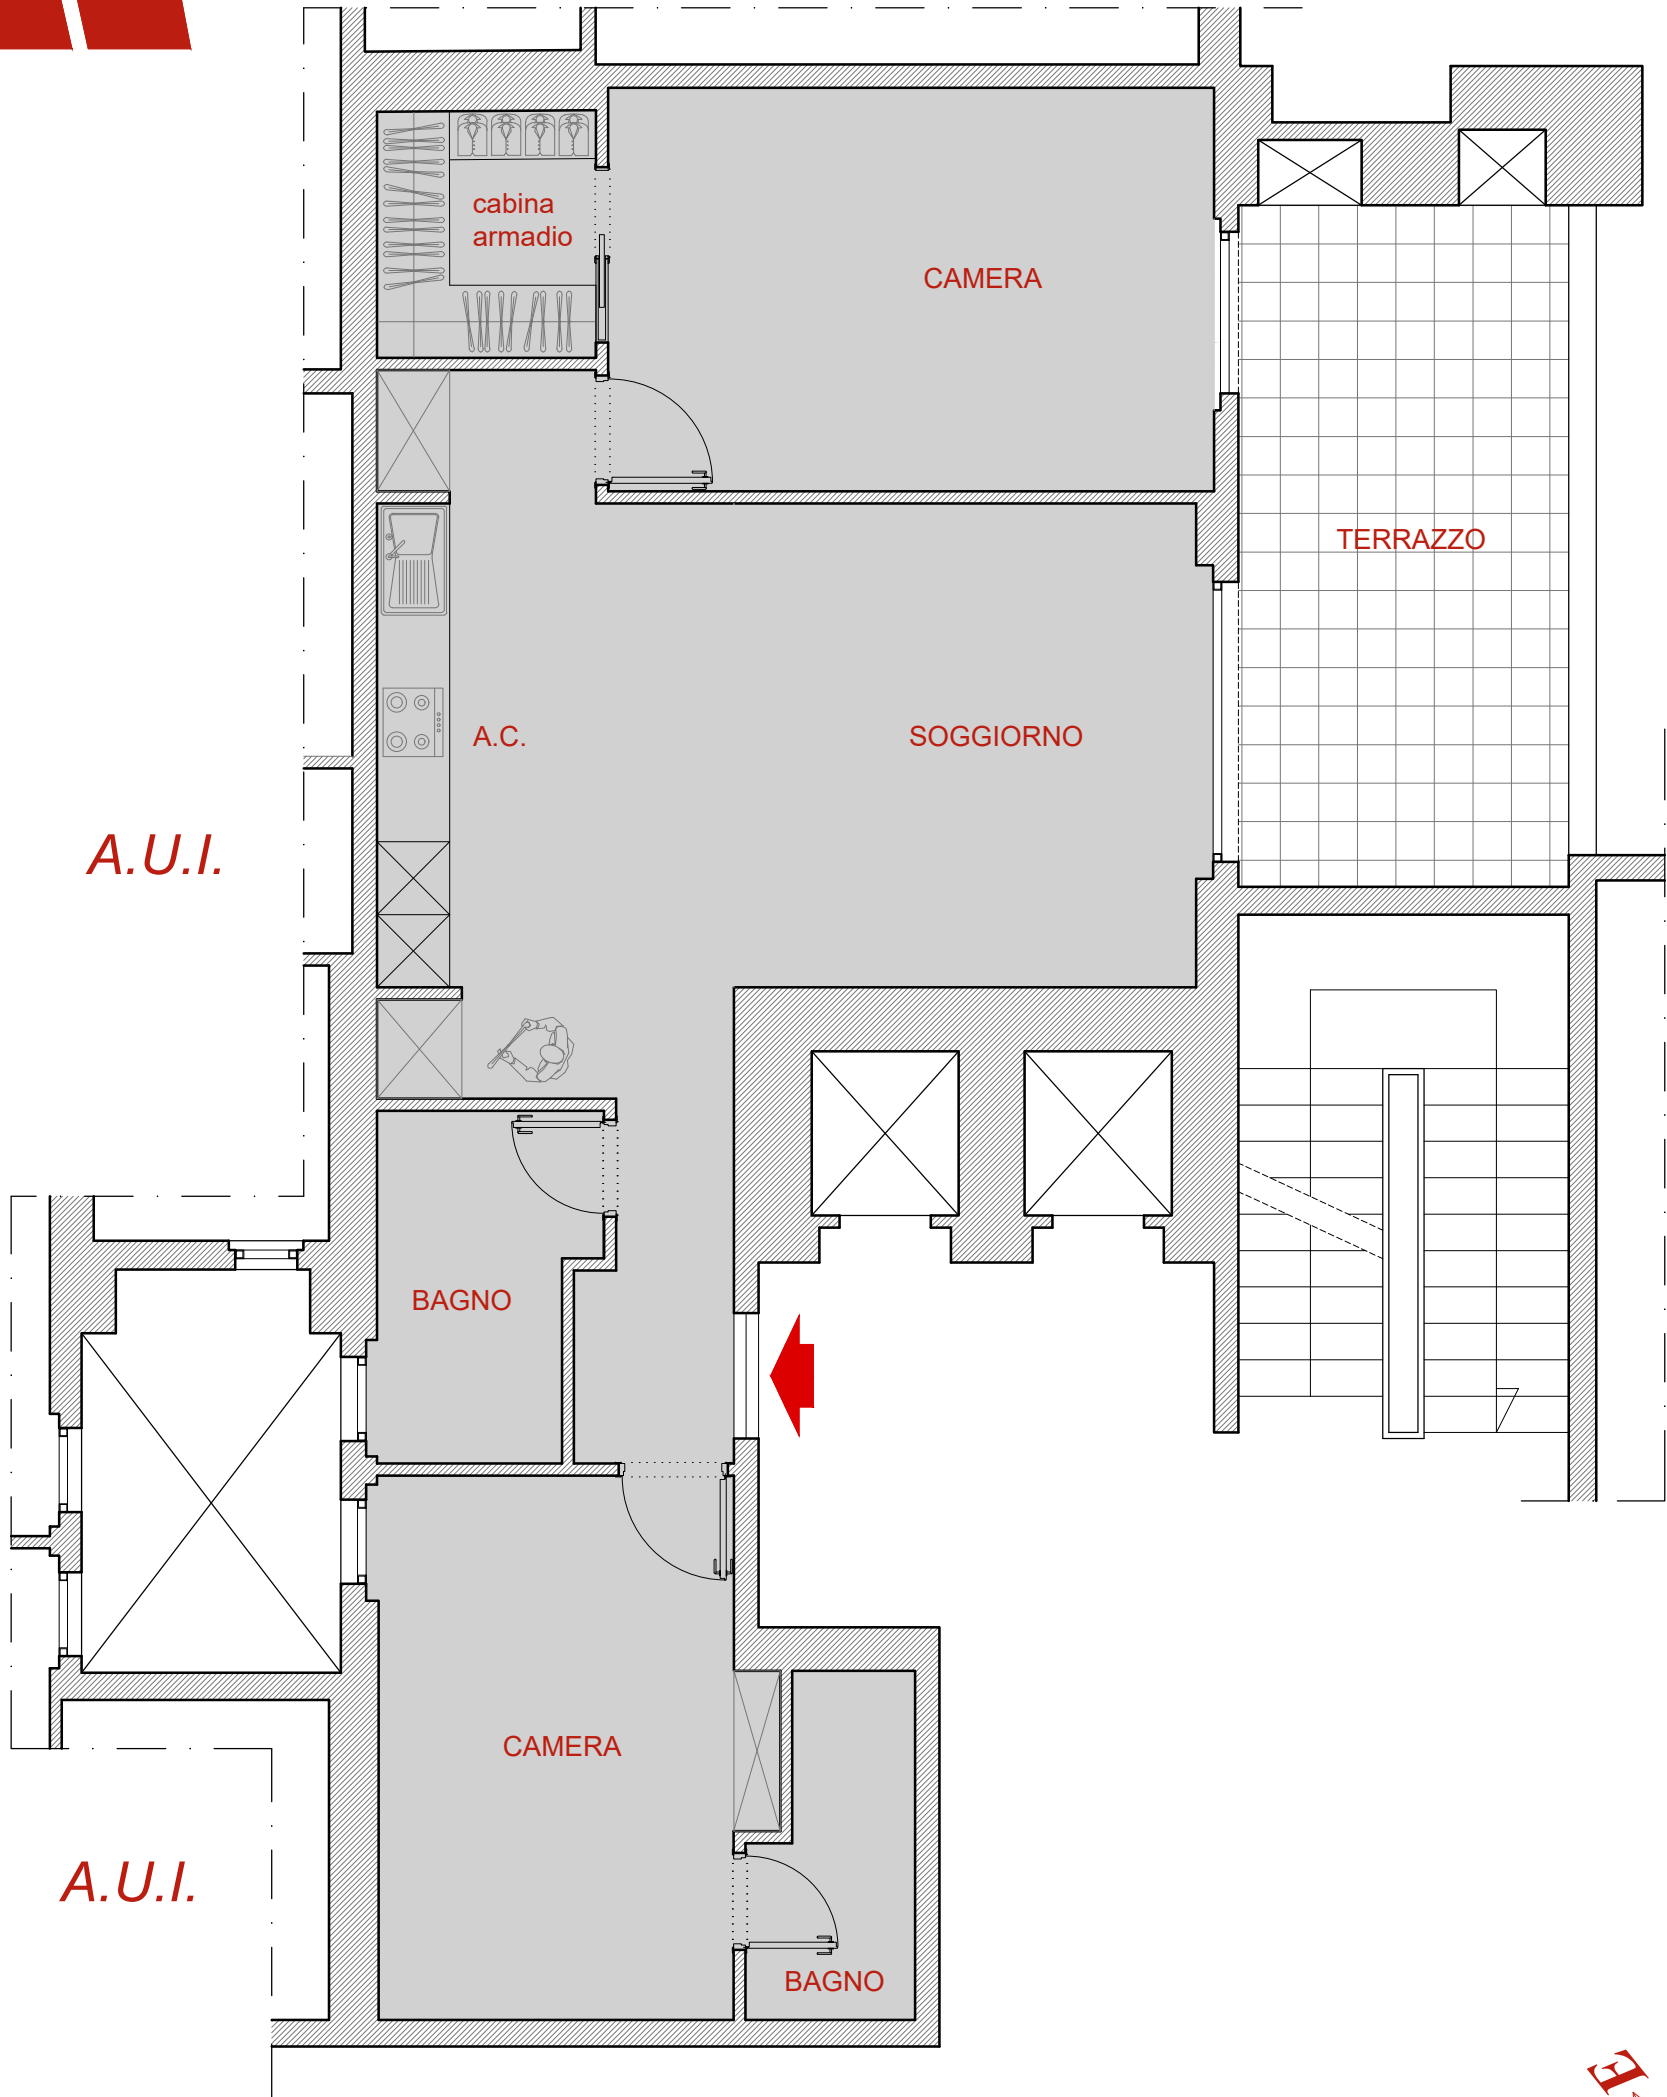 cabina
armadio
CAMERA
TERRAZZO
A.C.
SOGGIORNO
A.U.I.
BAGNO
CAMERA
A.U.I.
BAGNO
E